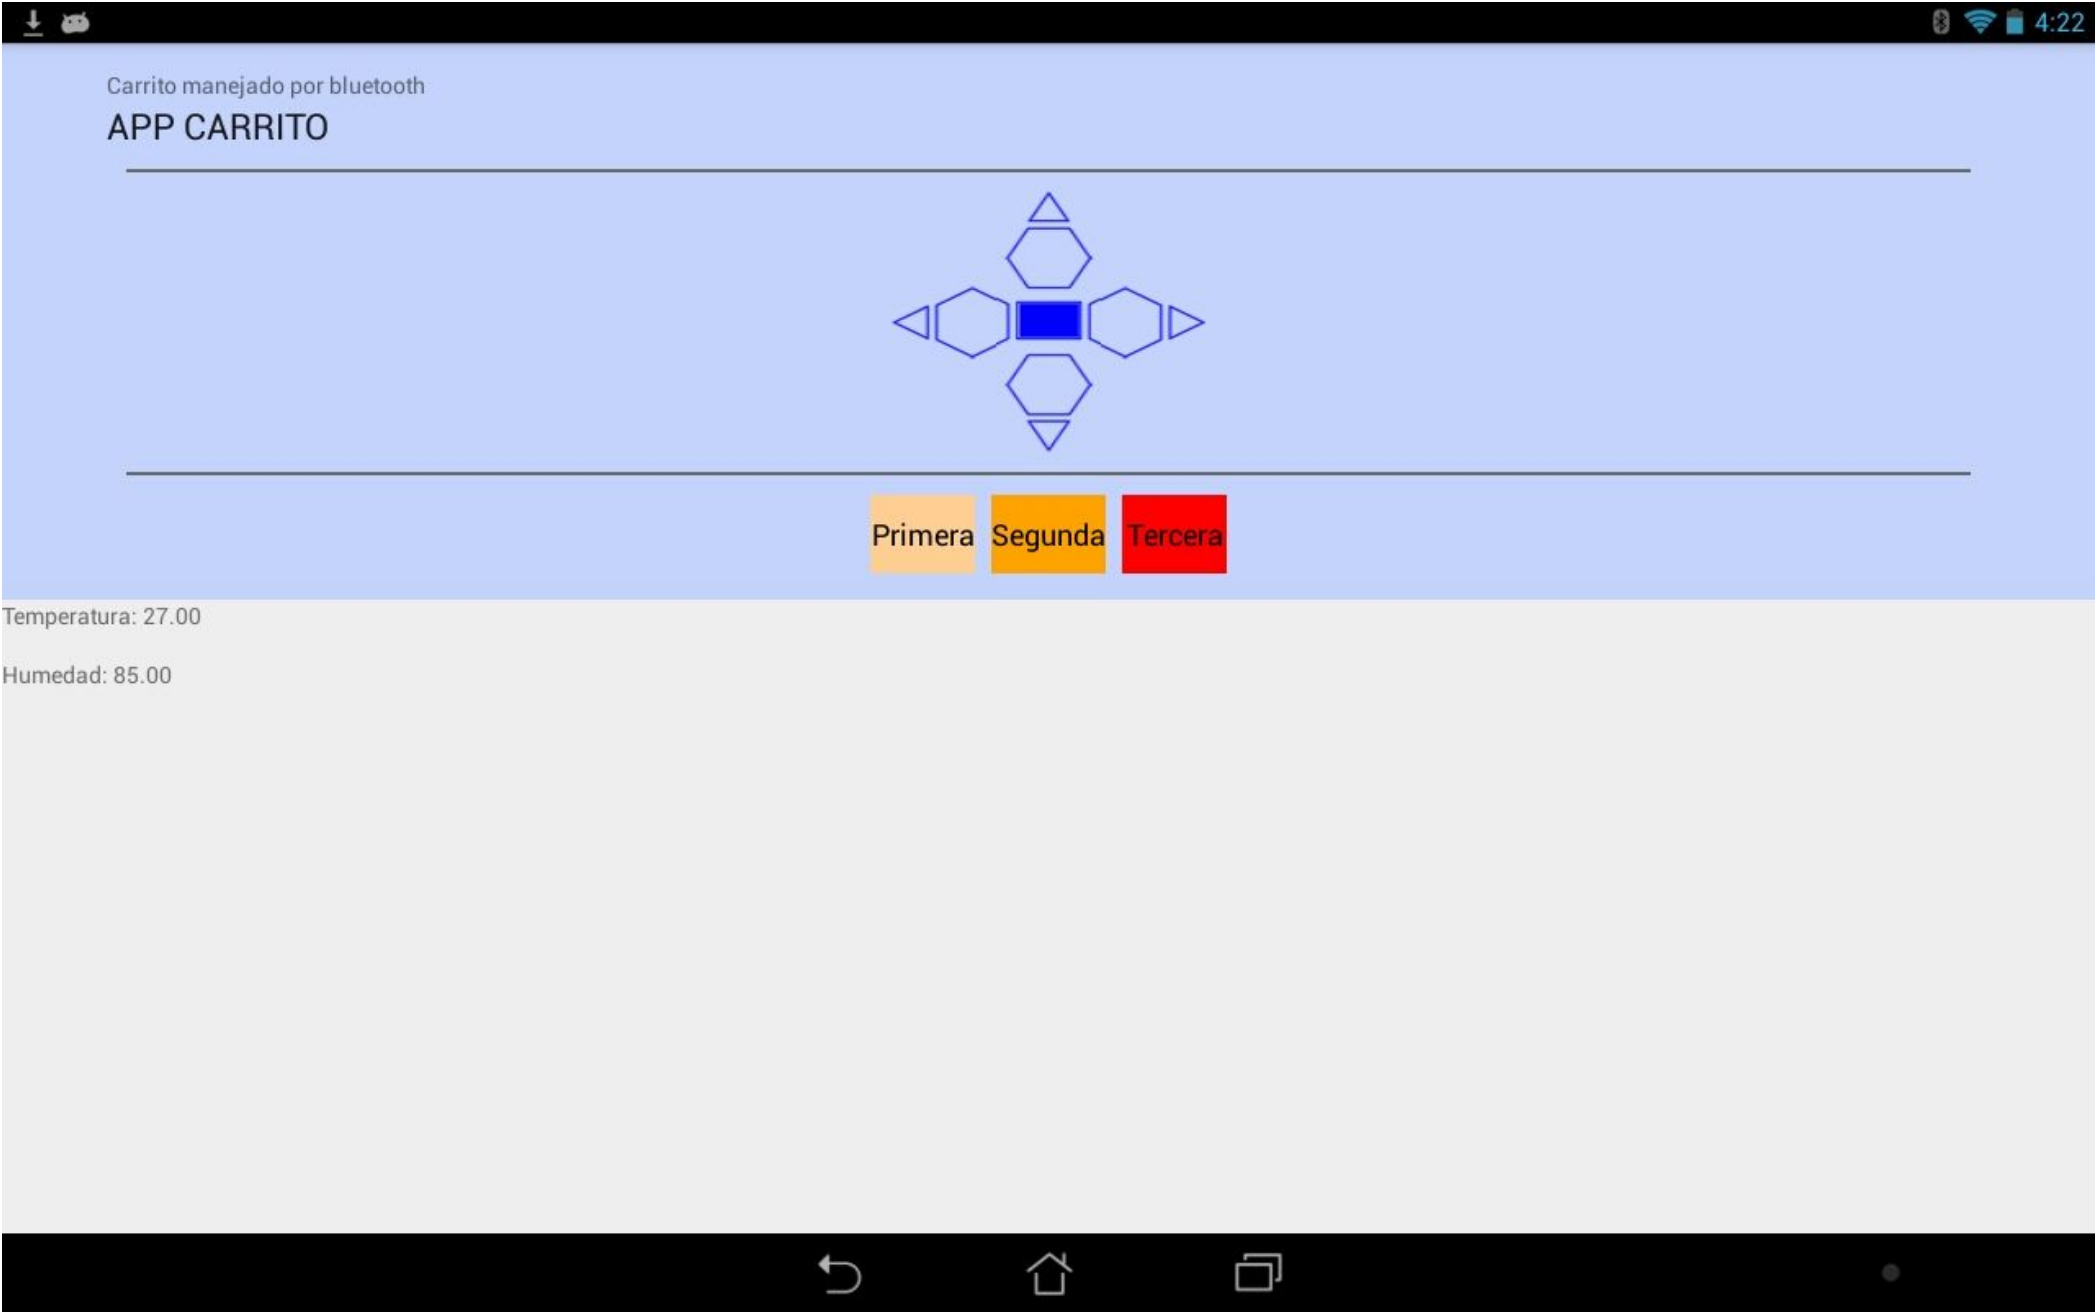 4:22
Carrito manejado por bluetooth
APP CARRITO
Primera Segunda Tercera
Temperatura: 27.00
Humedad: 85.00